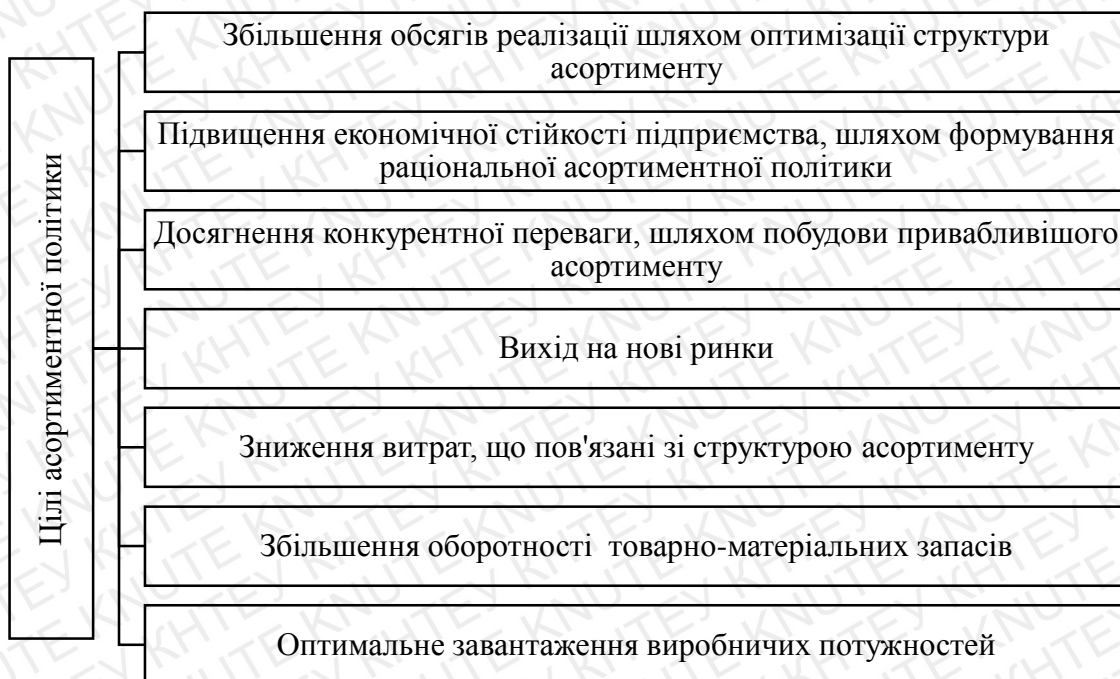 Цілі асортиментної політики
Збільшення обсягів реалізації шляхом оптимізації структури
асортименту
Підвищення економічної стійкості підприємства, шляхом формування
раціональної асортиментної політики
Досягнення конкурентної переваги, шляхом побудови привабливішого
асортименту
Вихід на нові ринки
Зниження витрат, що пов'язані зі структурою асортименту
Збільшення оборотності товарно-матеріальних запасів
Оптимальне завантаження виробничих потужностей